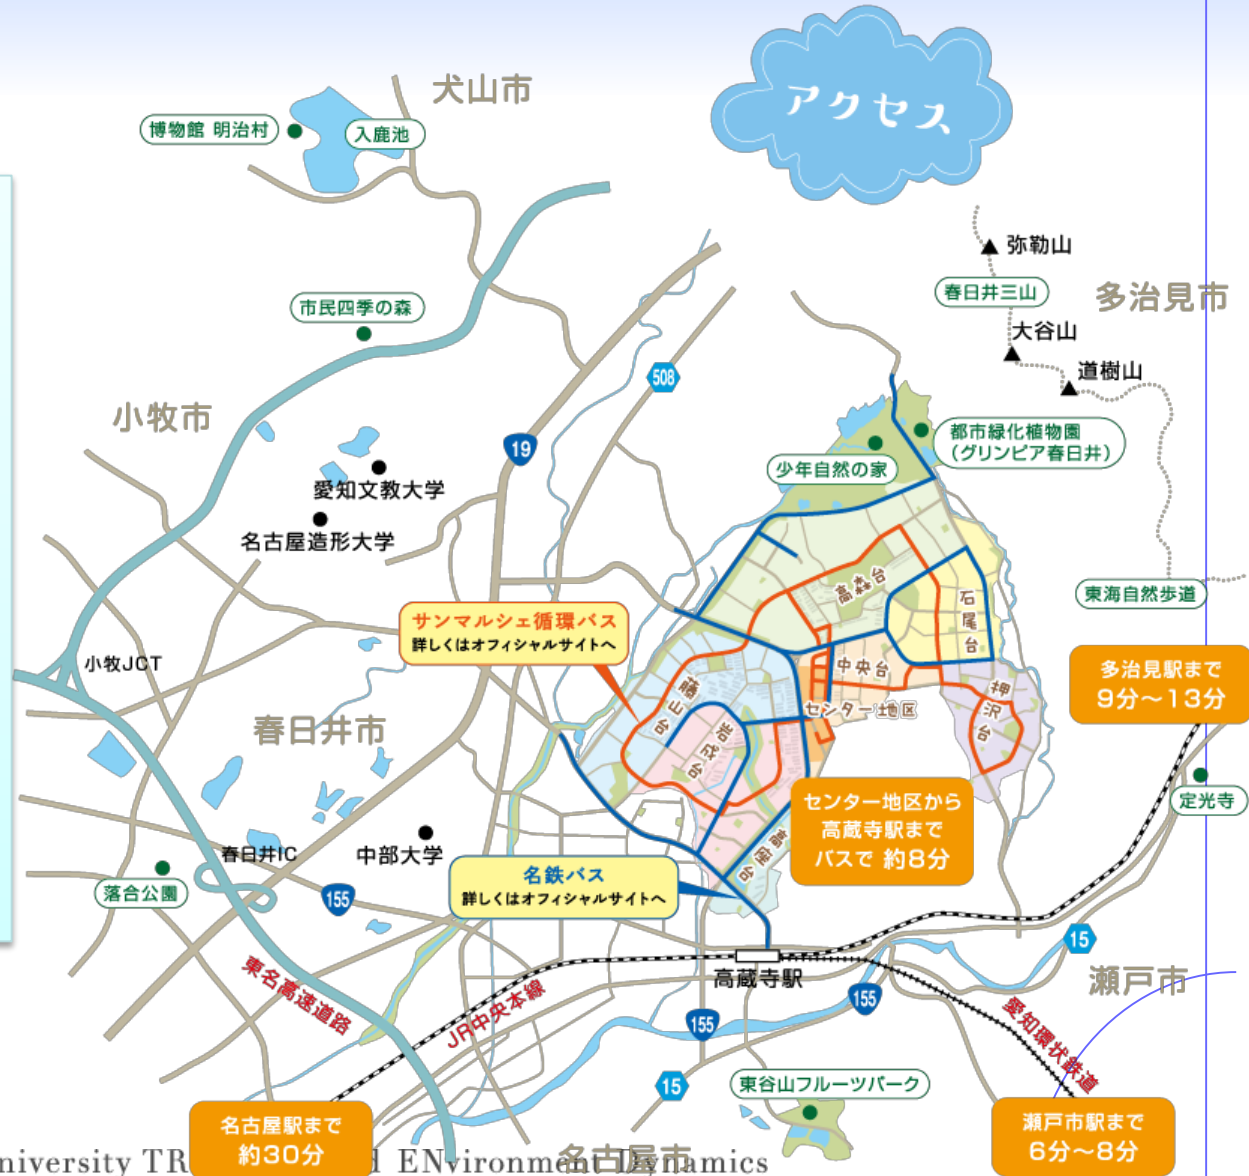 アクセス
犬山市
博物館 明治村
入鹿池
弥勒山
春日井三山
多治見市
大谷山
道樹山
市民四季の森
508
小牧市
19
都市緑化植物園
(グリンピア春日井)
少年自然の家
愛知文教大学
名古屋造形大学
高森台
石尾台
東海自然歩道
サンマルシェ循環バス
詳しくはオフィシャルサイトへ
小牧JCT
中央台
多治見駅まで
9分～13分
藤山台
押沢台
センター地区
春日井市
岩成台
定光寺
センター地区から
高蔵寺駅まで
バスで 約8分
春日井IC
中部大学
高座台
名鉄バス
詳しくはオフィシャルサイトへ
落合公園
155
15
東名高速道路
高蔵寺駅
瀬戸市
JR中央本線
155
155
愛知環状鉄道
15
東谷山フルーツパーク
名古屋駅まで
約30分
瀬戸市駅まで
6分～8分
名古屋市
niversity TR
ENvironment Dynamics